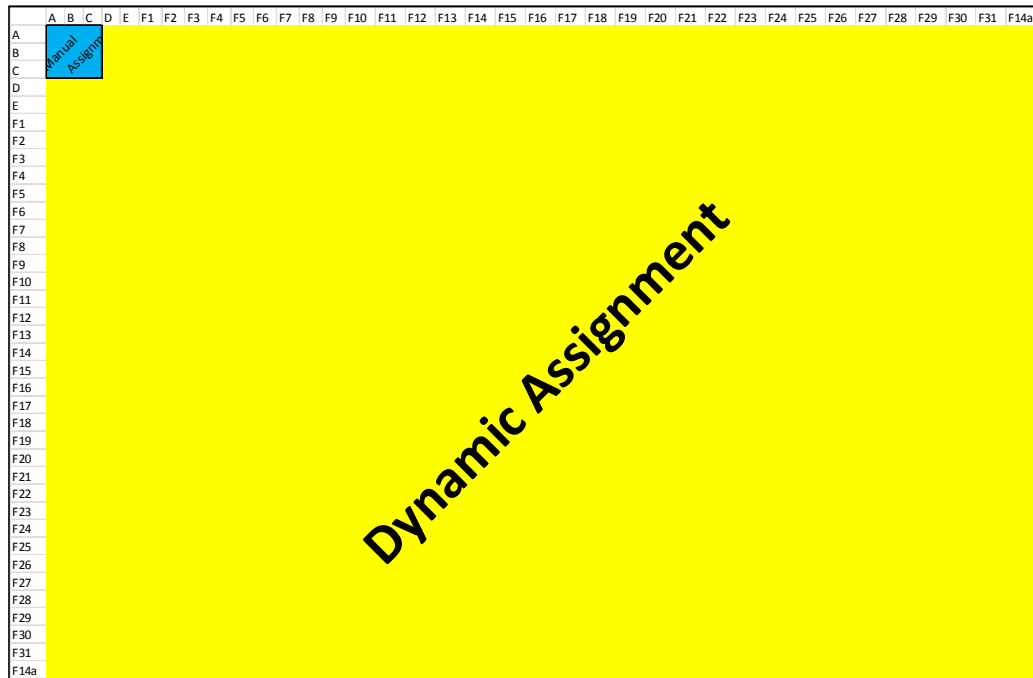 A B C D E F1 F2 F3 F4 F5 F6 F7 F8 F9 F10 F11 F12 F13 F14 F15 F16 F17 F18 F19 F20 F21 F22 F23 F24 F25 F26 F27 F28 F29 F30 F31 F14a
A
B
C
D
E
F1
F2
F3
F4
F5
F6
F7
F8
F9
F10
F11
F12
F13
F14
F15
F16
F17
F18
F19
F20
F21
F22
F23
F24
F25
F26
F27
F28
F29
F30
F31
F14a
Manual
Assignm
Dynamic Assignment